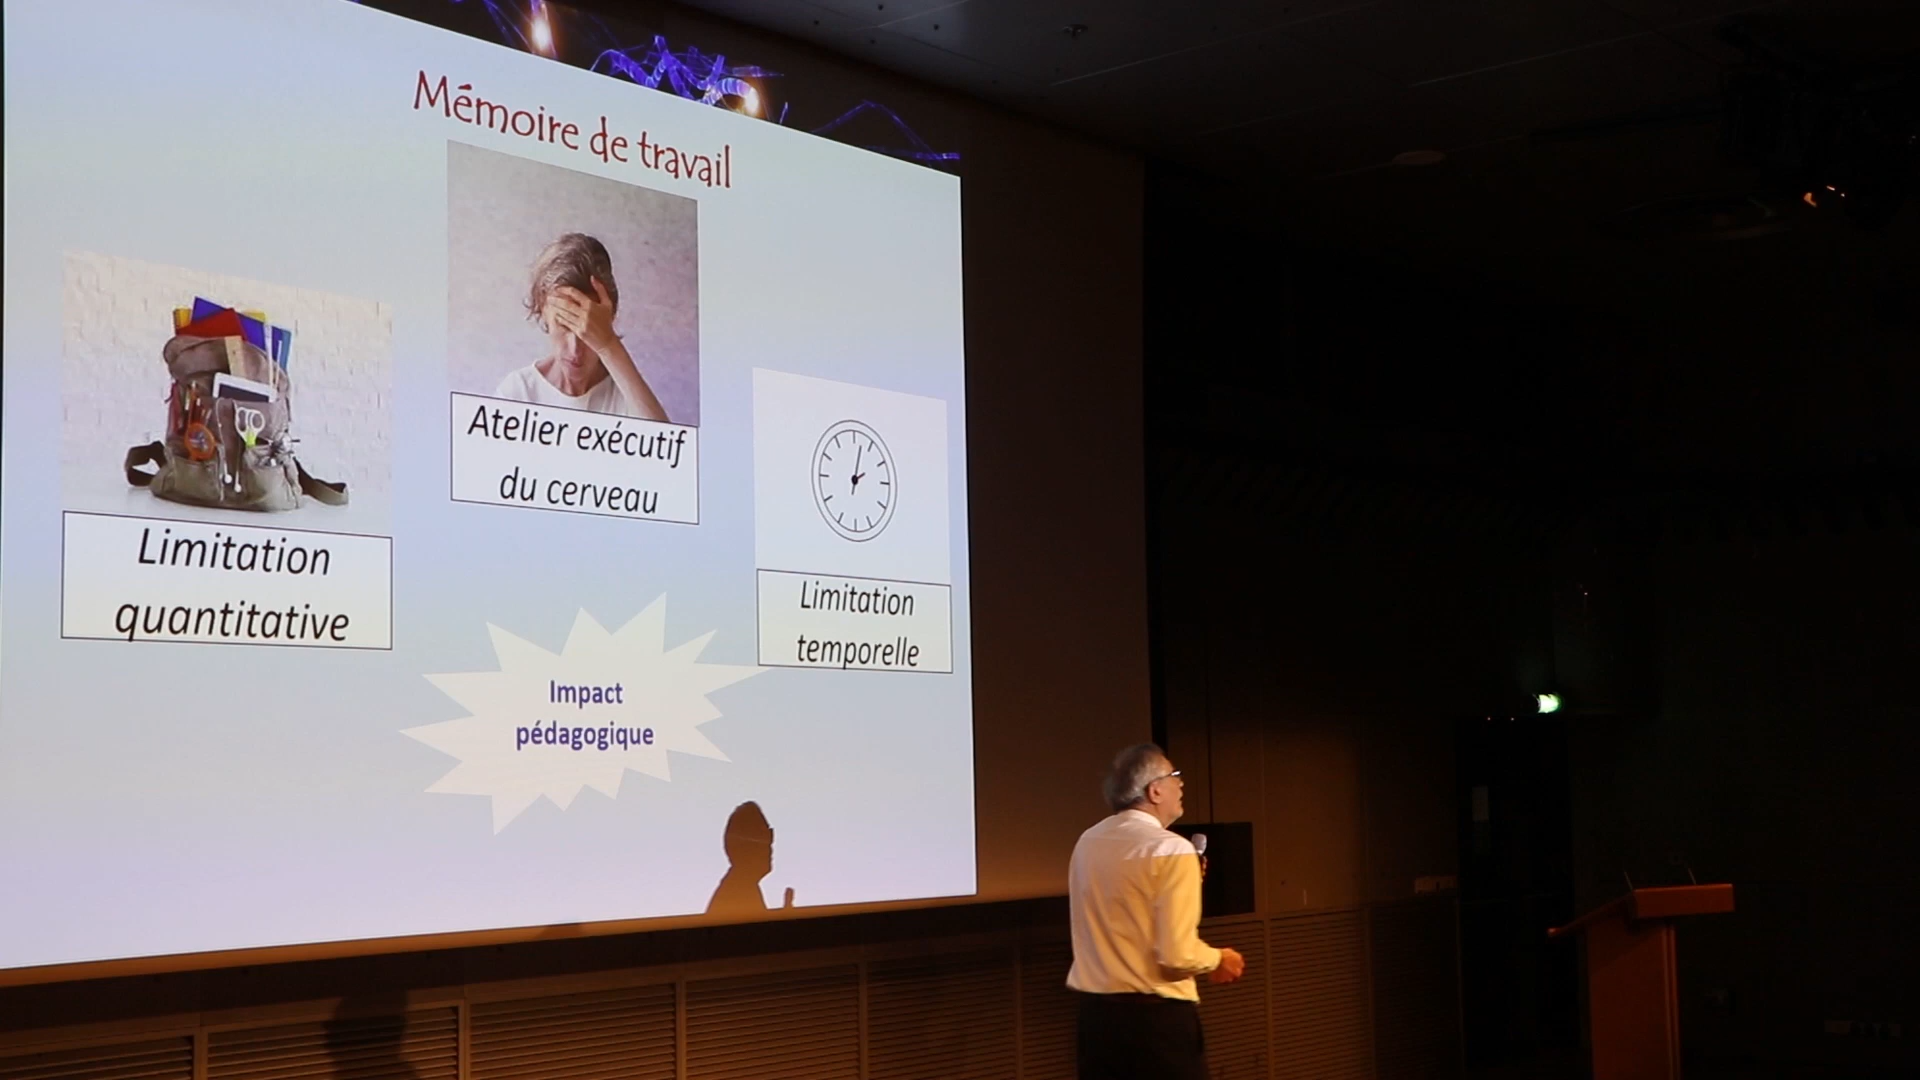 Mémoire de travail
Atelier exécutif
du cerveau
Limitation
quantitative
Limitation
temporelle
Impact
pédagogique